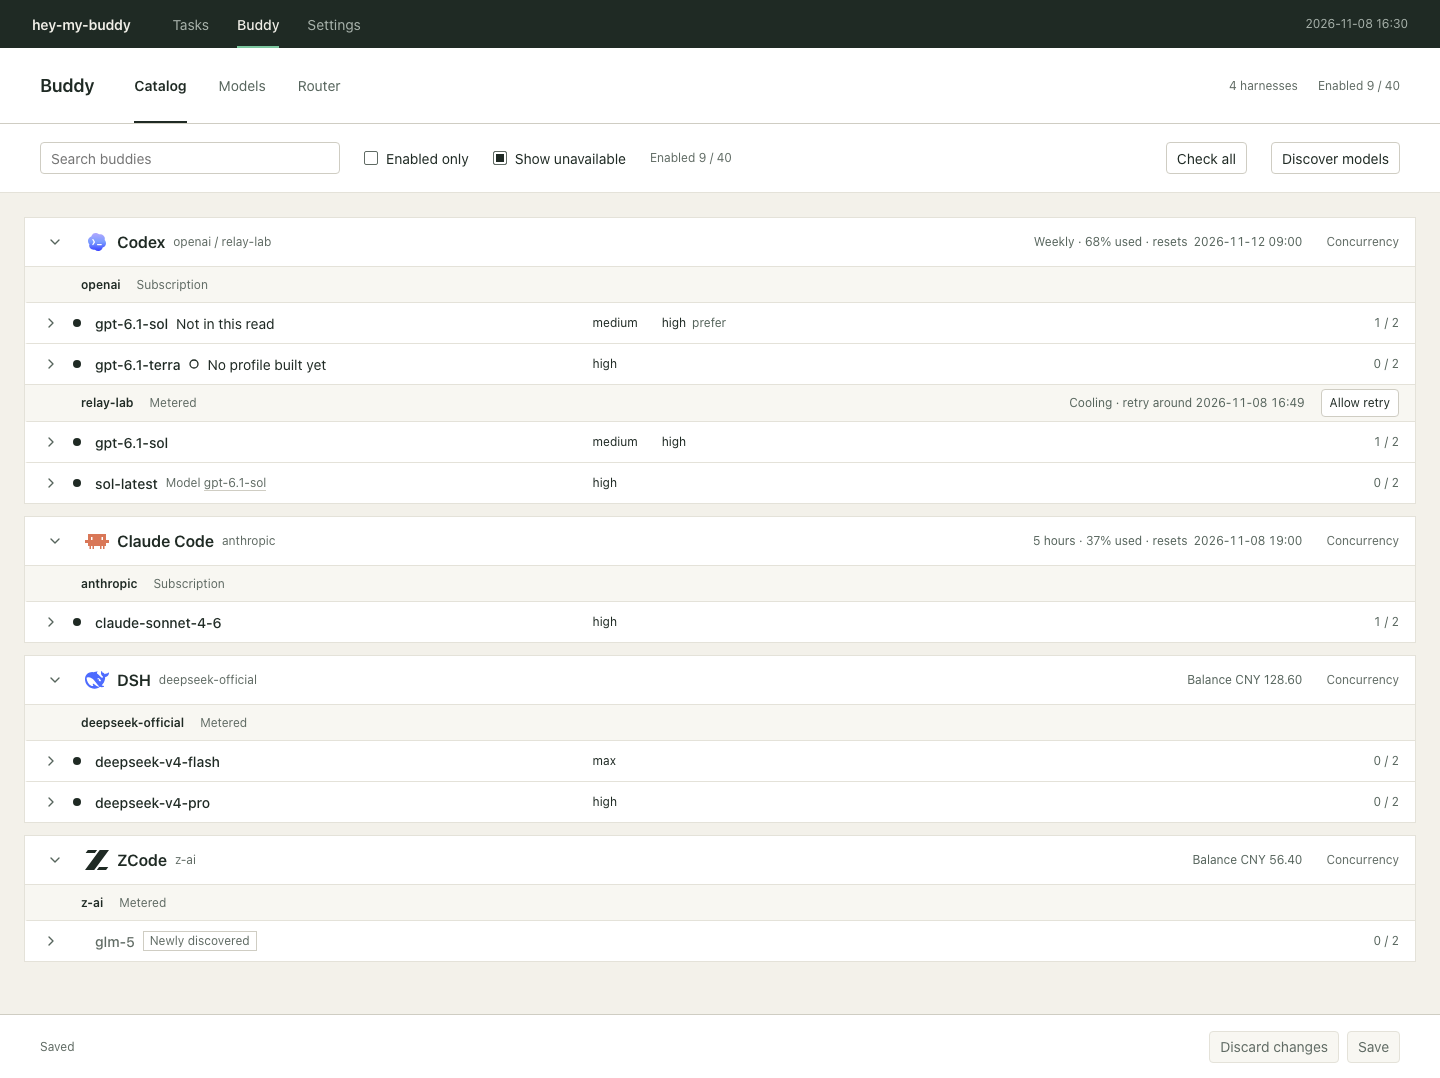 hey-my-buddy Tasks Buddy Settings 2026-11-08 16:30
Buddy Catalog Models Router 4 harnesses Enabled 9 / 40
Search buddies Enabled only Show unavailable Enabled 9 / 40 Check all Discover models
Codex openai / relay-lab Weekly · 68% used · resets 2026-11-12 09:00 Concurrency
openai Subscription
gpt-6.1-sol Not in this read medium high prefer 1 / 2
gpt-6.1-terra No profile built yet high 0 / 2
relay-lab Metered Cooling · retry around 2026-11-08 16:49 Allow retry
gpt-6.1-sol medium high 1 / 2
sol-latest Model gpt-6.1-sol high 0 / 2
Claude Code anthropic 5 hours · 37% used · resets 2026-11-08 19:00 Concurrency
anthropic Subscription
claude-sonnet-4-6 high 1 / 2
DSH deepseek-official Balance CNY 128.60 Concurrency
deepseek-official Metered
deepseek-v4-flash max 0 / 2
deepseek-v4-pro high 0 / 2
ZCode z-ai Balance CNY 56.40 Concurrency
z-ai Metered
glm-5 Newly discovered 0 / 2
Saved Discard changes Save